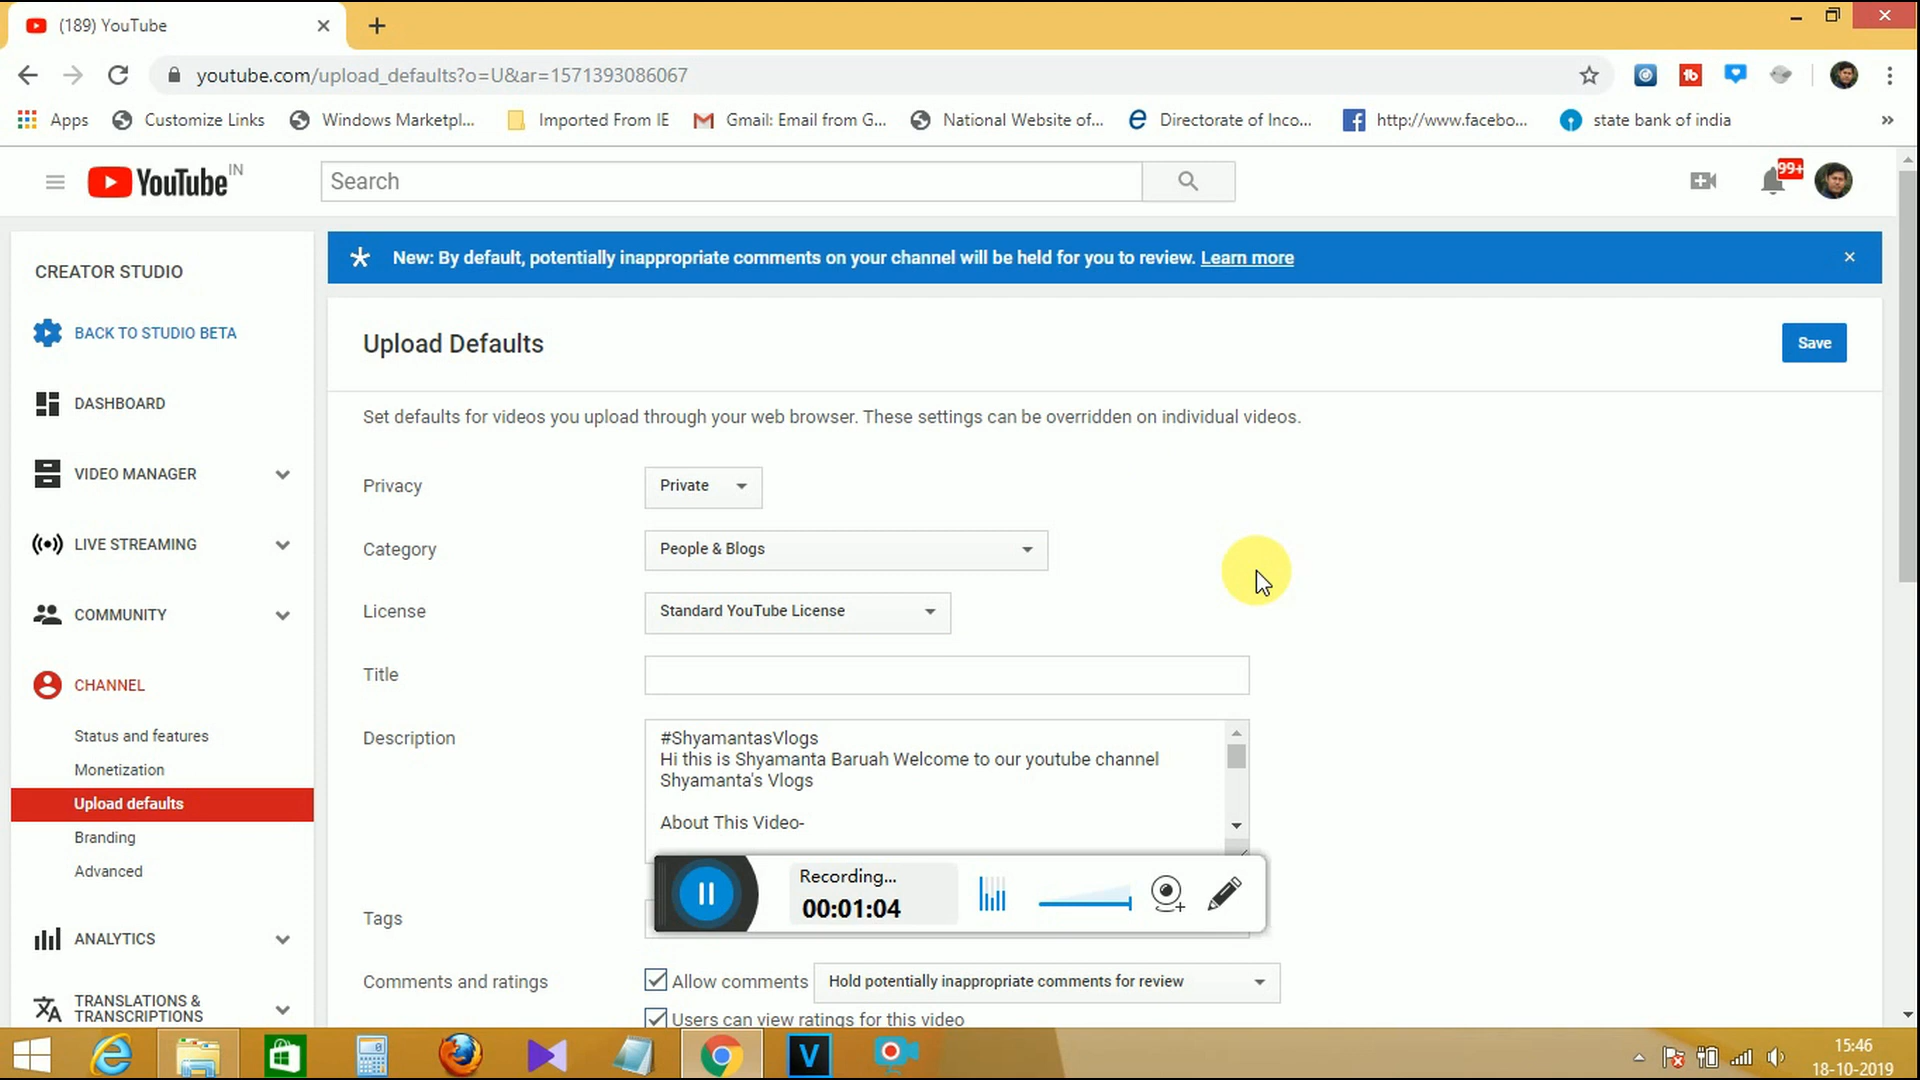 (189) YouTube
youtube.com/upload_defaults?o=U&ar=1571393086067
Apps Customize Links Windows Marketpl... Imported From IE Gmail: Email from G... National Website of... Directorate of Inco... http://www.facebo... state bank of india »
YouTube IN Search 99+
CREATOR STUDIO
New: By default, potentially inappropriate comments on your channel will be held for you to review. Learn more
BACK TO STUDIO BETA
Upload Defaults Save
DASHBOARD
Set defaults for videos you upload through your web browser. These settings can be overridden on individual videos.
VIDEO MANAGER
Privacy Private
LIVE STREAMING
Category People & Blogs
COMMUNITY
License Standard YouTube License
CHANNEL
Title
Status and features
Description #ShyamantasVlogs
Hi this is Shyamanta Baruah Welcome to our youtube channel
Shyamanta's Vlogs
Monetization
Upload defaults
About This Video-
Branding
Advanced
Recording...
00:01:04
Tags
ANALYTICS
Comments and ratings Allow comments Hold potentially inappropriate comments for review
TRANSLATIONS &
TRANSCRIPTIONS
Users can view ratings for this video
15:46
18-10-2019